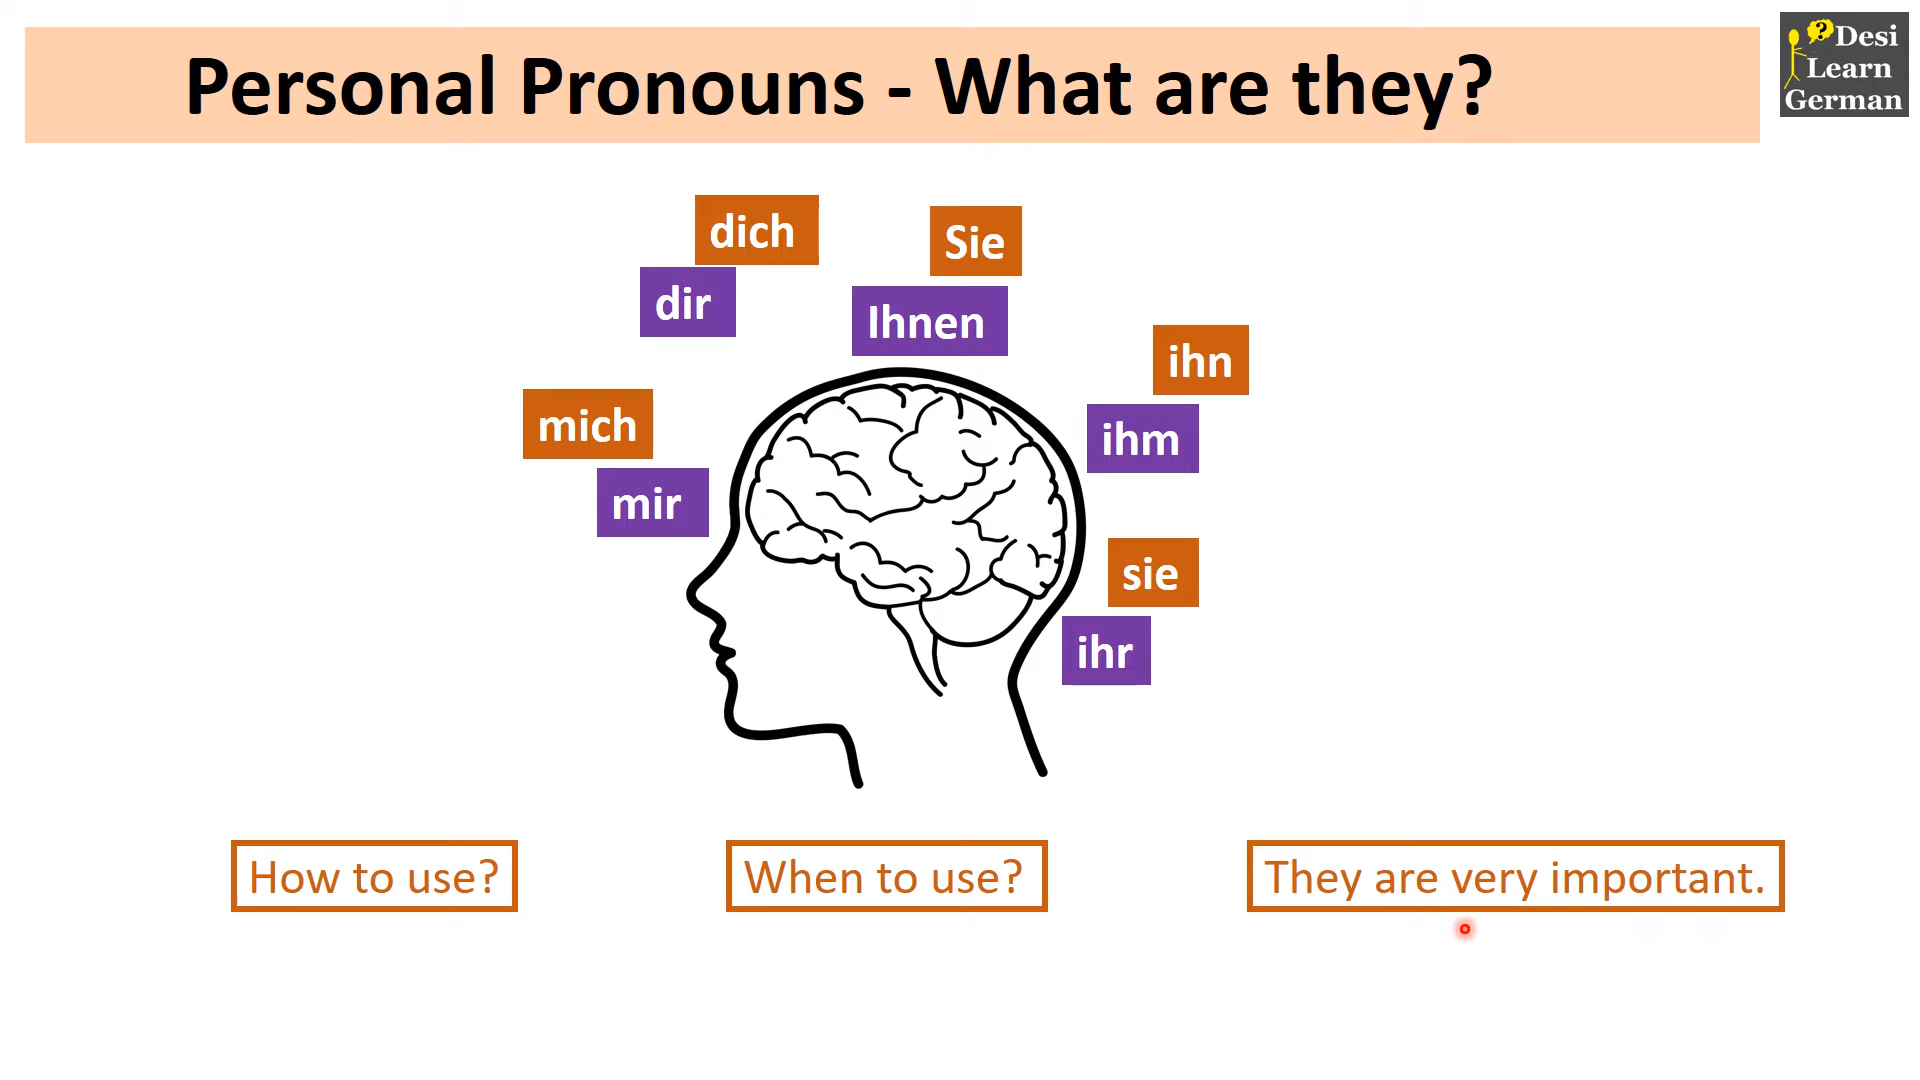 Personal Pronouns - What are they?
?
Desi
Learn
German
dich
Sie
dir
Ihnen
ihn
mich
ihm
mir
sie
ihr
How to use?
When to use?
They are very important.